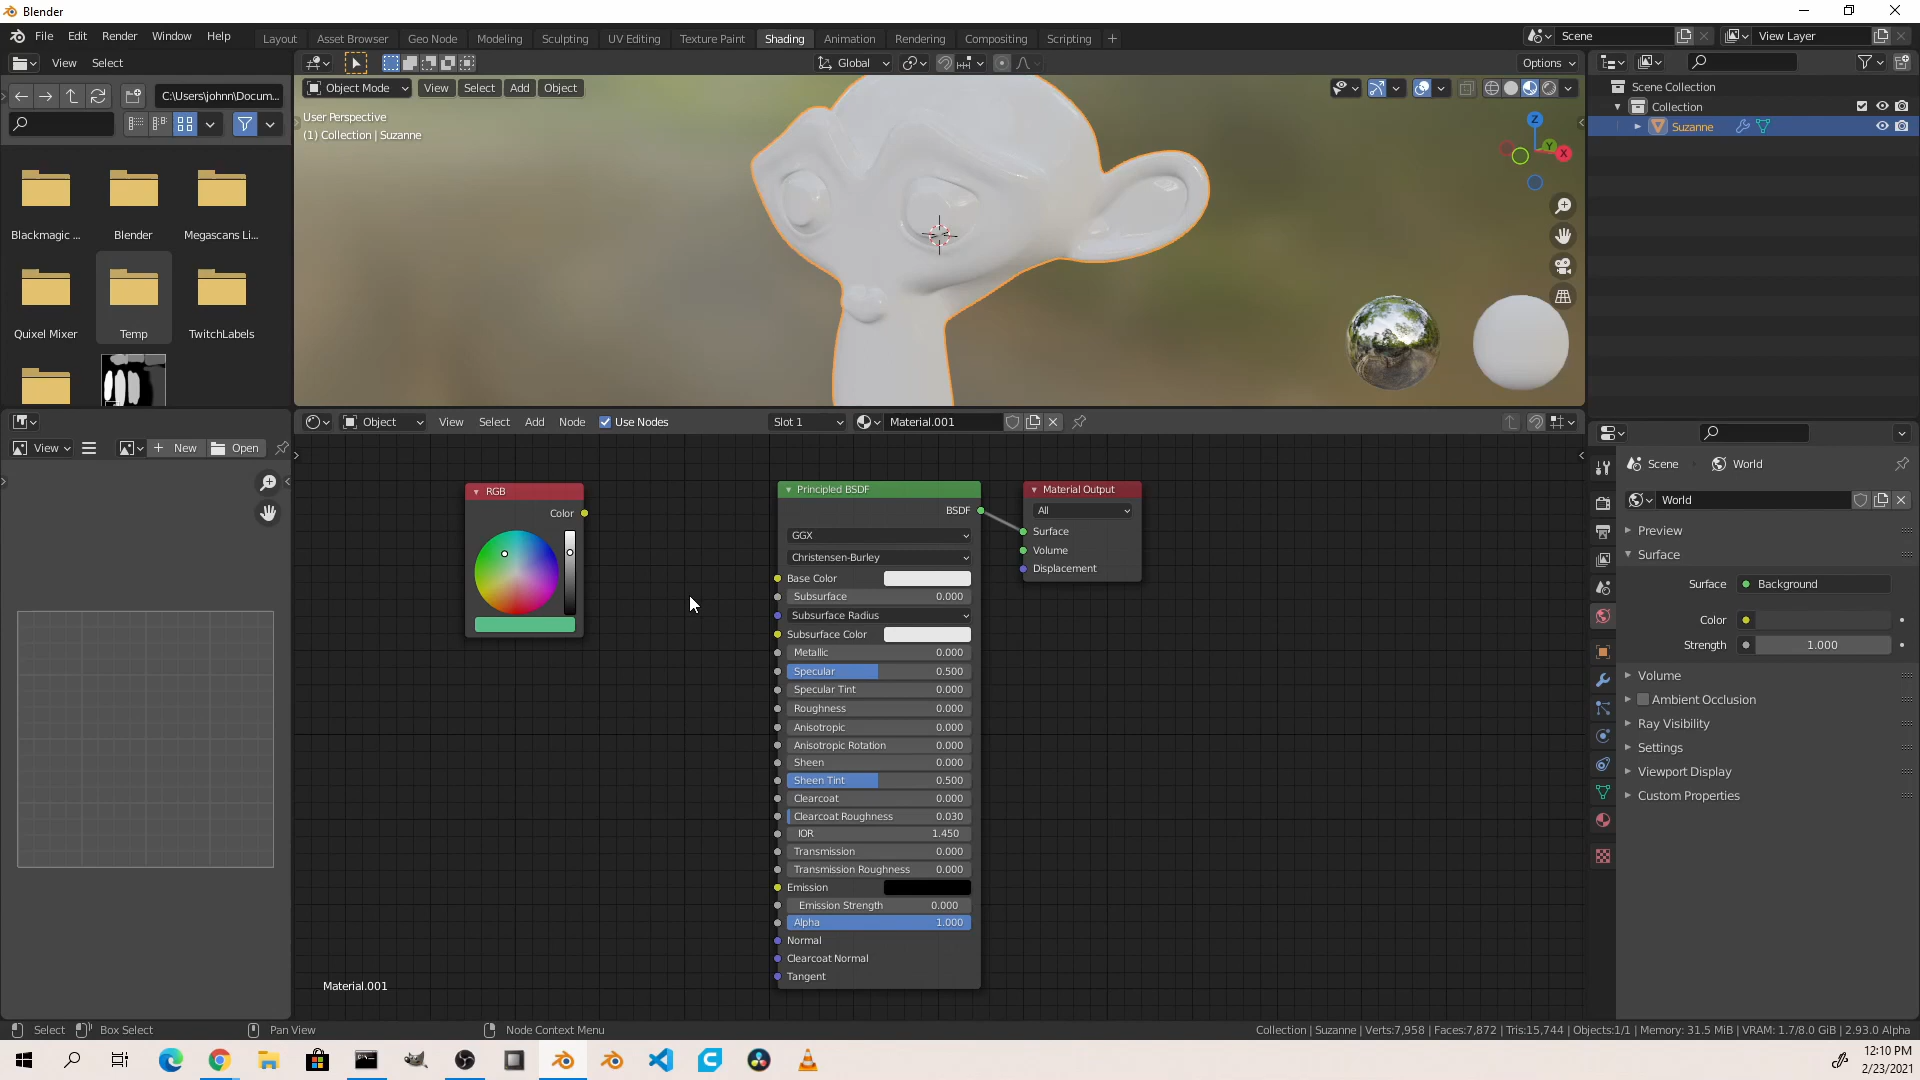 Blender
File Edit Render Window Help
Layout Asset Browser Geo Node Modeling Sculpting UV Editing Texture Paint Shading Animation Rendering Compositing Scripting +
Scene
View Layer
View Select
C:\Users\johnn\Docum...
Blackmagic ...
Blender
Megascans Li...
Quixel Mixer
Temp
TwitchLabels
Global
Options
Object Mode View Select Add Object
User Perspective
(1) Collection | Suzanne
Z
Y
X
Scene Collection
Collection
Suzanne
View
New
Open
Object View Select Add Node Use Nodes Slot 1 Material.001
RGB
Color
Principled BSDF
BSDF
GGX
Christensen-Burley
Base Color
Subsurface 0.000
Subsurface Radius
Subsurface Color
Metallic 0.000
Specular 0.500
Specular Tint 0.000
Roughness 0.000
Anisotropic 0.000
Anisotropic Rotation 0.000
Sheen 0.000
Sheen Tint 0.500
Clearcoat 0.000
Clearcoat Roughness 0.030
IOR 1.450
Transmission 0.000
Transmission Roughness 0.000
Emission
Emission Strength 0.000
Alpha 1.000
Normal
Clearcoat Normal
Tangent
Material Output
All
Surface
Volume
Displacement
Material.001
Scene World
World
Preview
Surface
Surface Background
Color
Strength 1.000
Volume
Ambient Occlusion
Ray Visibility
Settings
Viewport Display
Custom Properties
Select Box Select Pan View Node Context Menu
Collection | Suzanne | Verts:7,958 | Faces:7,872 | Tris:15,744 | Objects:1/1 | Memory: 31.5 MiB | VRAM: 1.7/8.0 GiB | 2.93.0 Alpha
12:10 PM
2/23/2021